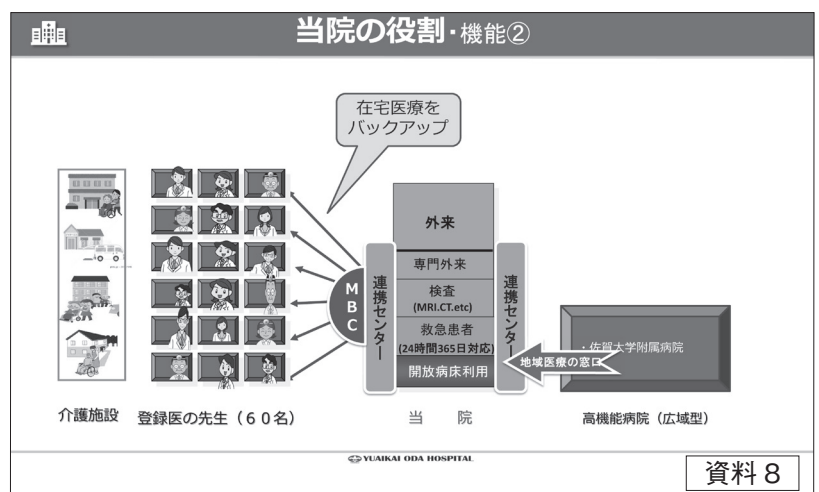 当院の役割・機能②
在宅医療を
バックアップ
外来
専門外来
検査
(MRI.CT.etc)
救急患者
(24時間365日対応)
開放病床利用
MBC
連携センター
連携センター
地域医療の窓口
・佐賀大学附属病院
介護施設
登録医の先生（60名）
当 院
高機能病院（広域型）
YUAIKAI ODA HOSPITAL
資料8